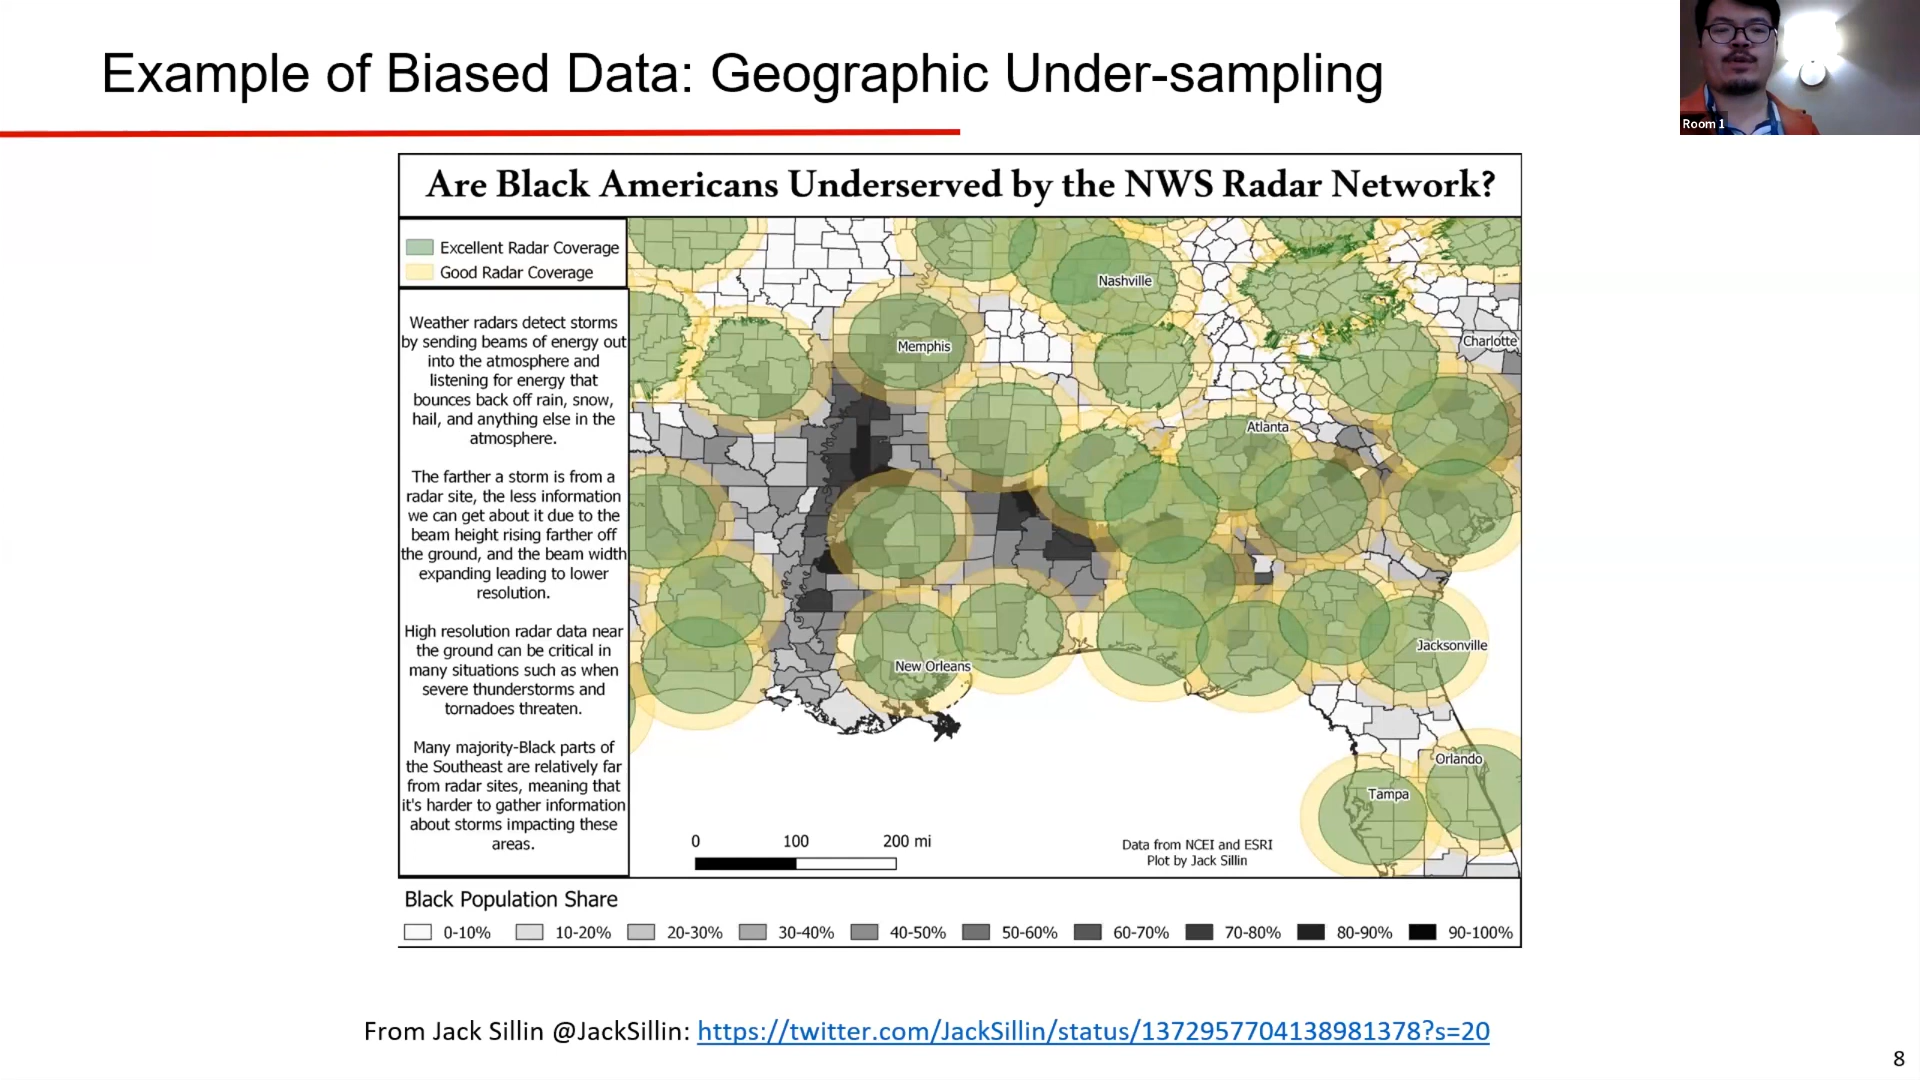 Example of Biased Data: Geographic Under-sampling
Room 1
Are Black Americans Underserved by the NWS Radar Network?
Excellent Radar Coverage
Good Radar Coverage
Weather radars detect storms
by sending beams of energy out
into the atmosphere and
listening for energy that
bounces back off rain, snow,
hail, and anything else in the
atmosphere.
The farther a storm is from a
radar site, the less information
we can get about it due to the
beam height rising farther off
the ground, and the beam width
expanding leading to lower
resolution.
High resolution radar data near
the ground can be critical in
many situations such as when
severe thunderstorms and
tornadoes threaten.
Many majority-Black parts of
the Southeast are relatively far
from radar sites, meaning that
it's harder to gather information
about storms impacting these
areas.
Nashville
Memphis
Charlotte
Atlanta
Jacksonville
New Orleans
Orlando
Tampa
0 100 200 mi
Data from NCEI and ESRI
Plot by Jack Sillin
Black Population Share
0-10% 10-20% 20-30% 30-40% 40-50% 50-60% 60-70% 70-80% 80-90% 90-100%
From Jack Sillin @JackSillin: https://twitter.com/JackSillin/status/1372957704138981378?s=20
8